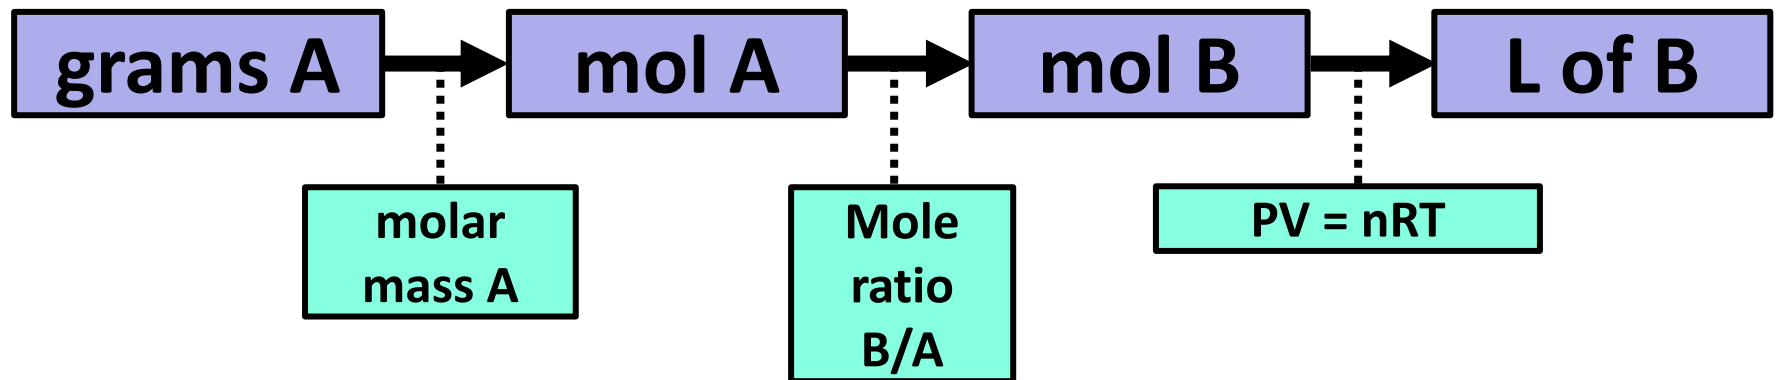 grams A
mol A
mol B
L of B
molar
mass A
Mole
ratio
B/A
PV = nRT